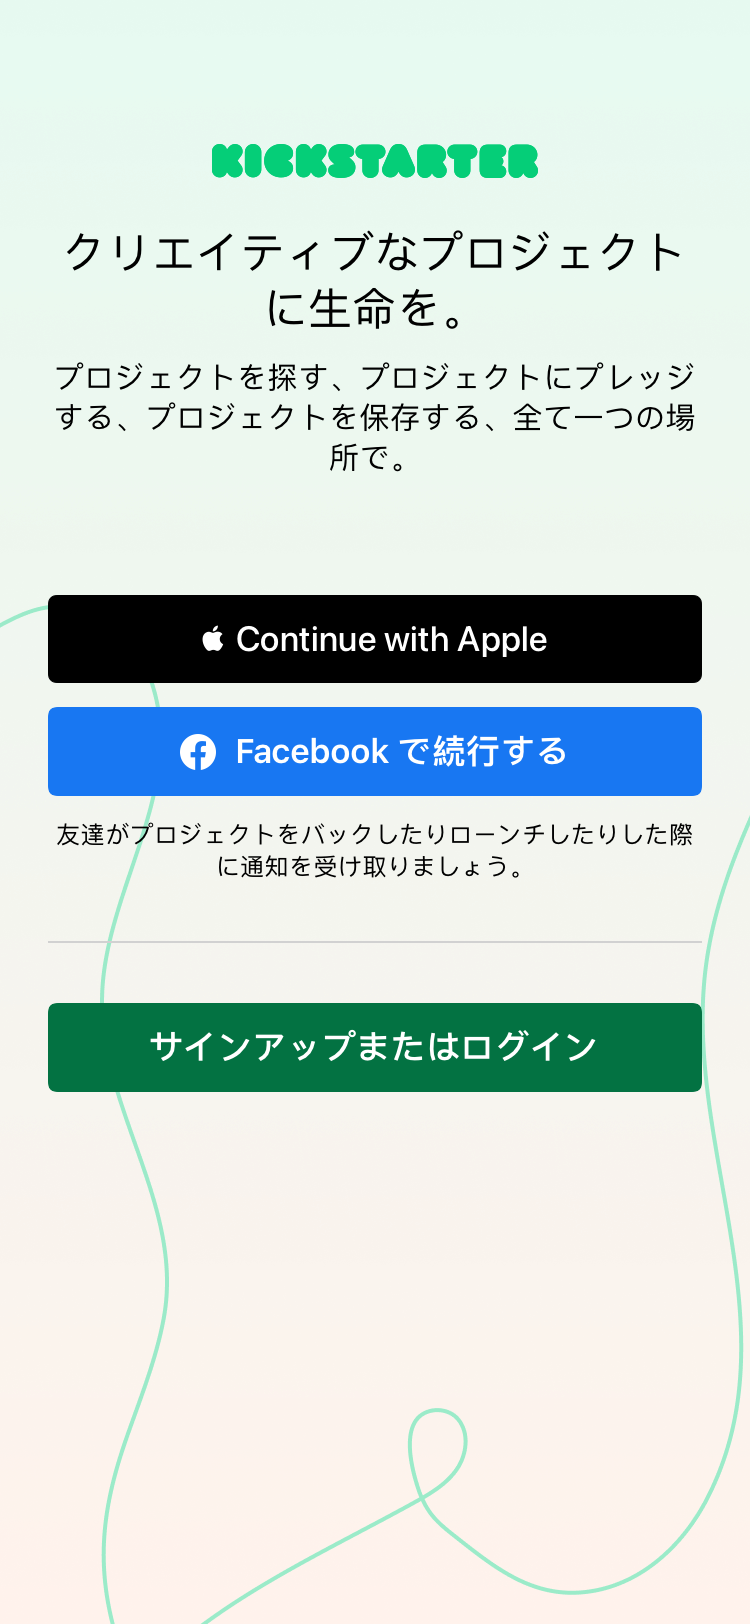 KICKSTARTER
クリエイティブなプロジェクト
に生命を。
プロジェクトを探す、プロジェクトにプレッジ
する、プロジェクトを保存する、全て一つの場
所で。
Continue with Apple
Facebook で続行する
友達がプロジェクトをバックしたりローンチしたりした際
に通知を受け取りましょう。
サインアップまたはログイン